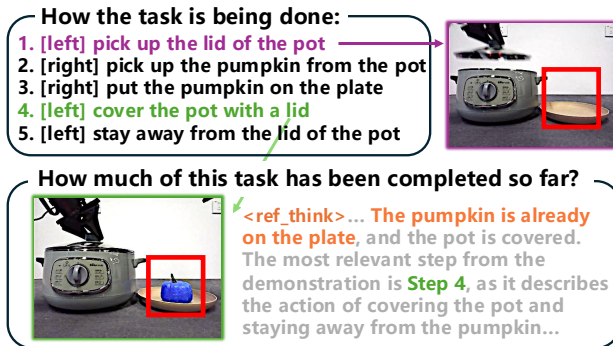 How the task is being done:
1. [left] pick up the lid of the pot
2. [right] pick up the pumpkin from the pot
3. [right] put the pumpkin on the plate
4. [left] cover the pot with a lid
5. [left] stay away from the lid of the pot
How much of this task has been completed so far?
<ref_think>... The pumpkin is already
on the plate, and the pot is covered.
The most relevant step from the
demonstration is Step 4, as it describes
the action of covering the pot and
staying away from the pumpkin...